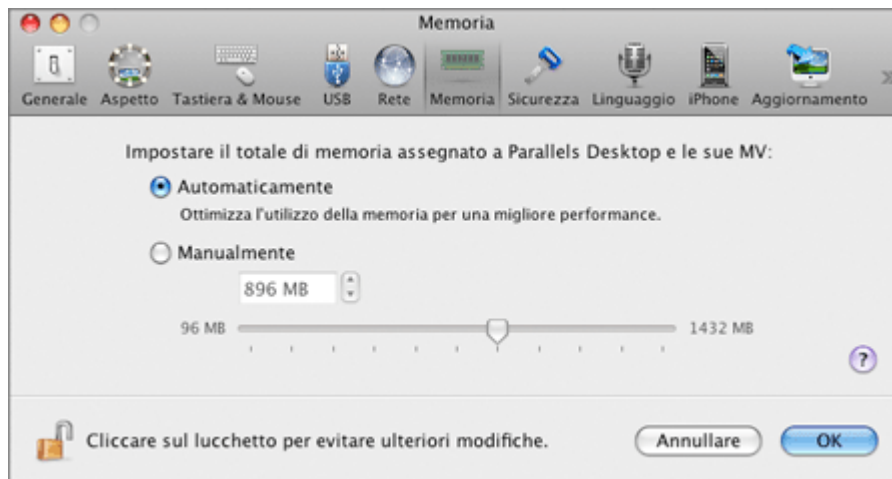 Memoria
Generale Aspetto Tastiera & Mouse USB Rete Memoria Sicurezza Linguaggio iPhone Aggiornamento
Impostare il totale di memoria assegnato a Parallels Desktop e le sue MV:
Automaticamente
Ottimizza l'utilizzo della memoria per una migliore performance.
Manualmente
896 MB
96 MB 1432 MB
?
Cliccare sul lucchetto per evitare ulteriori modifiche. Annullare OK